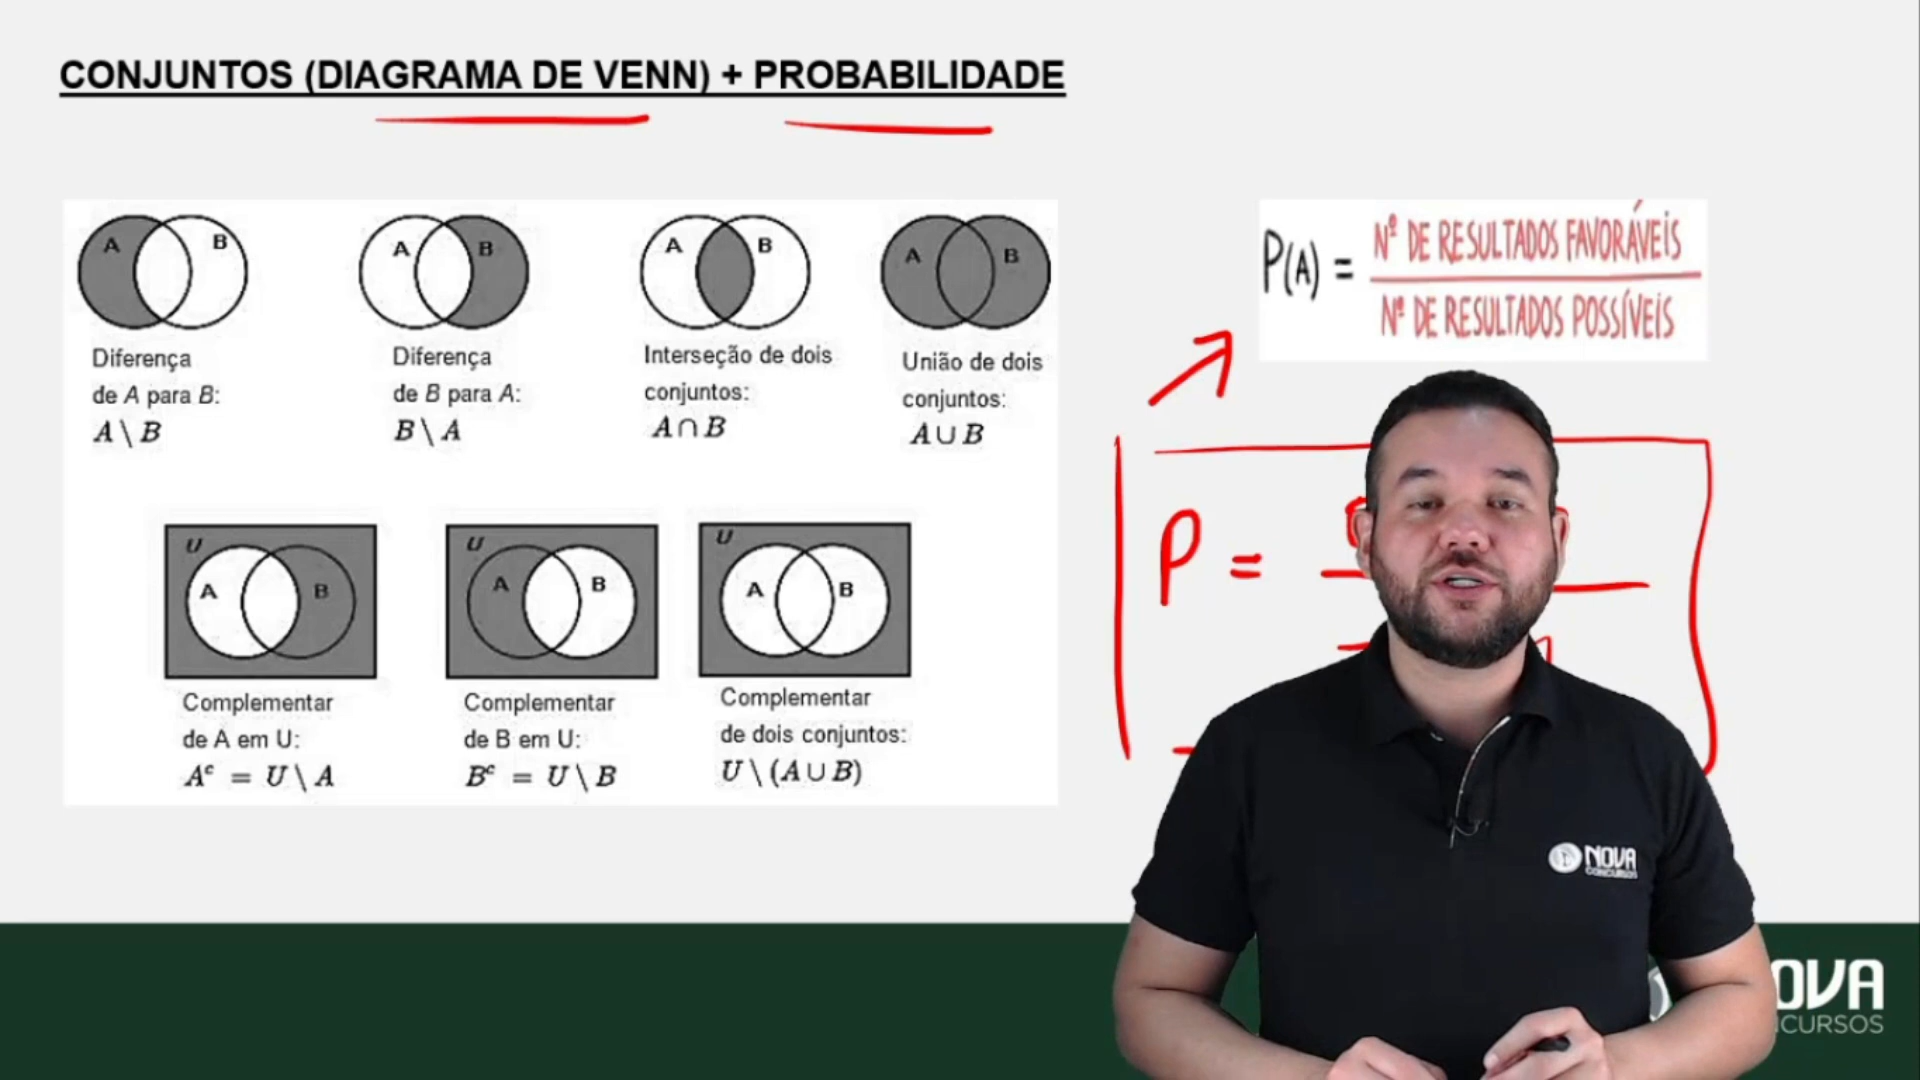 CONJUNTOS (DIAGRAMA DE VENN) + PROBABILIDADE
A B
A B
A B
A B
Diferença
de A para B:
A \ B
Diferença
de B para A:
B \ A
Interseção de dois
conjuntos:
A ∩ B
União de dois
conjuntos:
A ∪ B
U
A B
U
A B
U
A B
Complementar
de A em U:
Aᶜ = U \ A
Complementar
de B em U:
Bᶜ = U \ B
Complementar
de dois conjuntos:
U \ (A ∪ B)
P(A) =
Nº DE RESULTADOS FAVORÁVEIS
Nº DE RESULTADOS POSSÍVEIS
P =
NOVA
CONCURSOS
OVA
NCURSOS